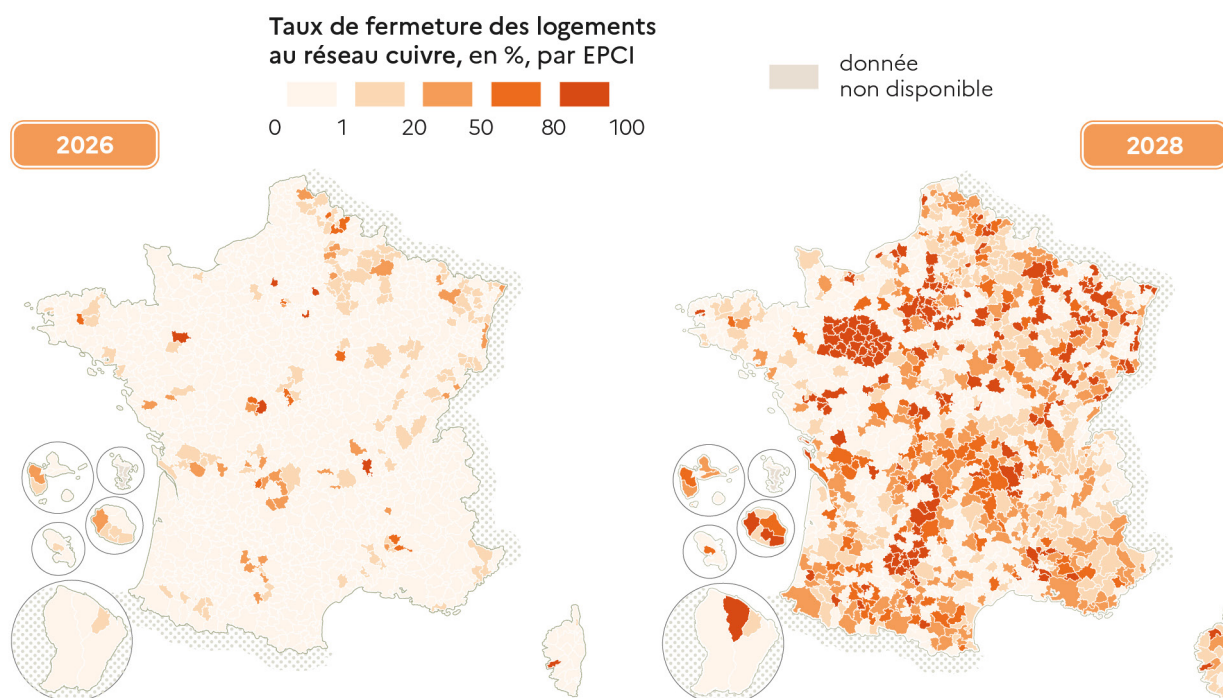 Taux de fermeture des logements
au réseau cuivre, en %, par EPCI
0 1 20 50 80 100
donnée
non disponible
2026
2028